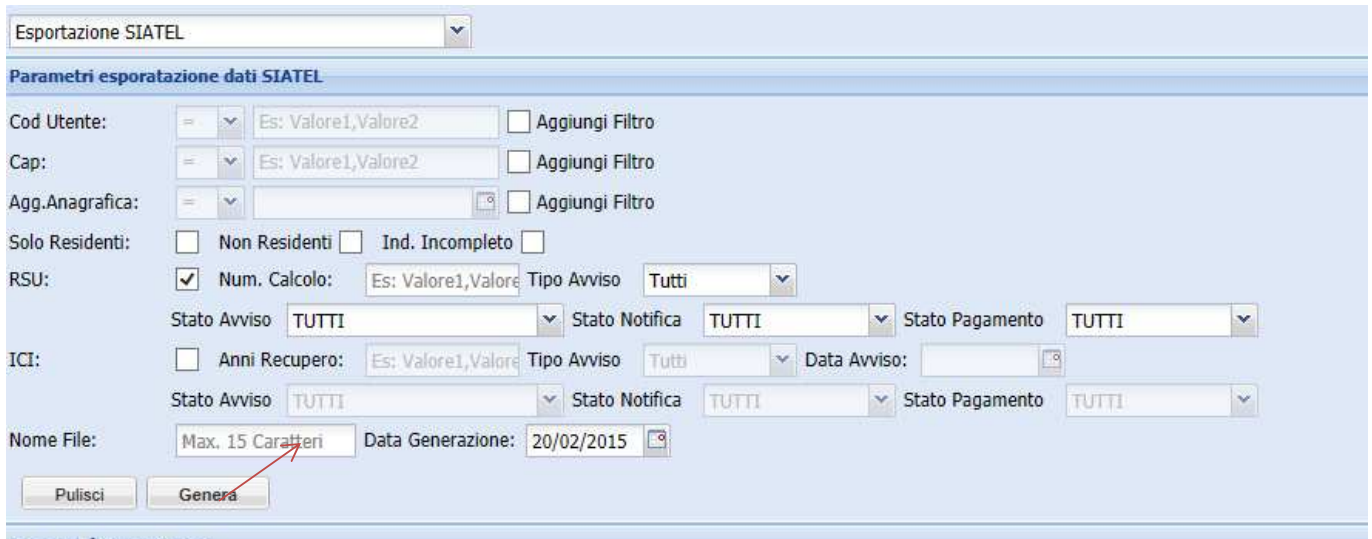 Esportazione SIATEL
Parametri esporatazione dati SIATEL
Cod Utente: = Es: Valore1,Valore2 Aggiungi Filtro
Cap: = Es: Valore1,Valore2 Aggiungi Filtro
Agg.Anagrafica: = Aggiungi Filtro
Solo Residenti: Non Residenti Ind. Incompleto
RSU: Num. Calcolo: Es: Valore1,Valore Tipo Avviso Tutti
Stato Avviso TUTTI Stato Notifica TUTTI Stato Pagamento TUTTI
ICI: Anni Recupero: Es: Valore1,Valore Tipo Avviso Tutti Data Avviso:
Stato Avviso TUTTI Stato Notifica TUTTI Stato Pagamento TUTTI
Nome File: Max. 15 Caratteri Data Generazione: 20/02/2015
Pulisci Genera